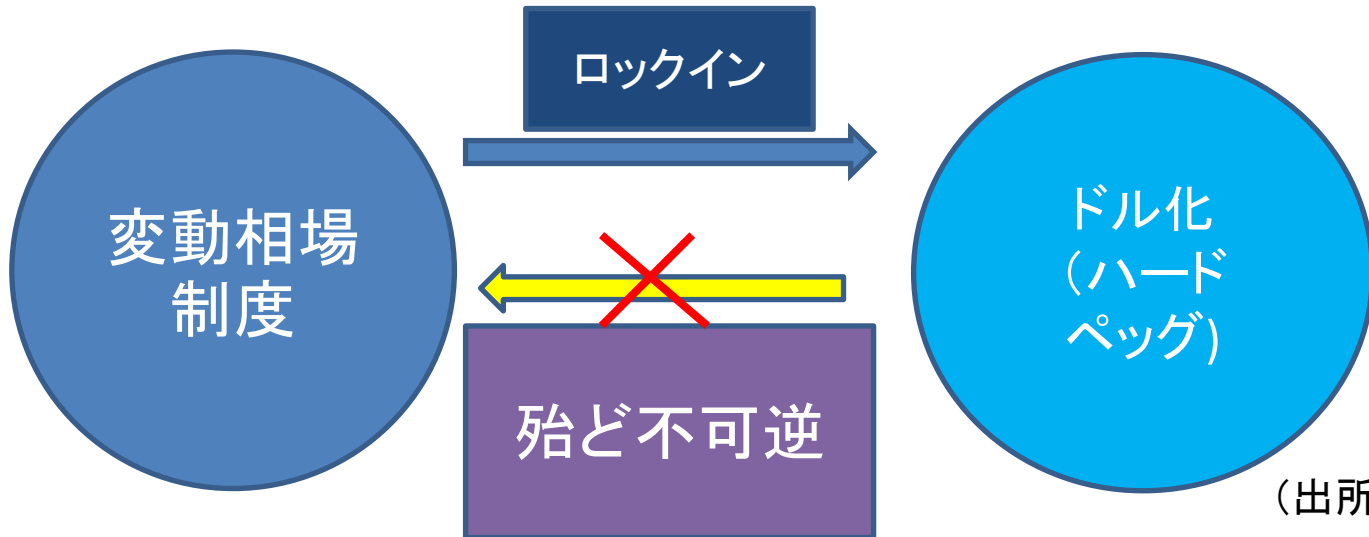 ロックイン
変動相場
制度
ドル化
（ハード
ペッグ)
殆ど不可逆
（出所